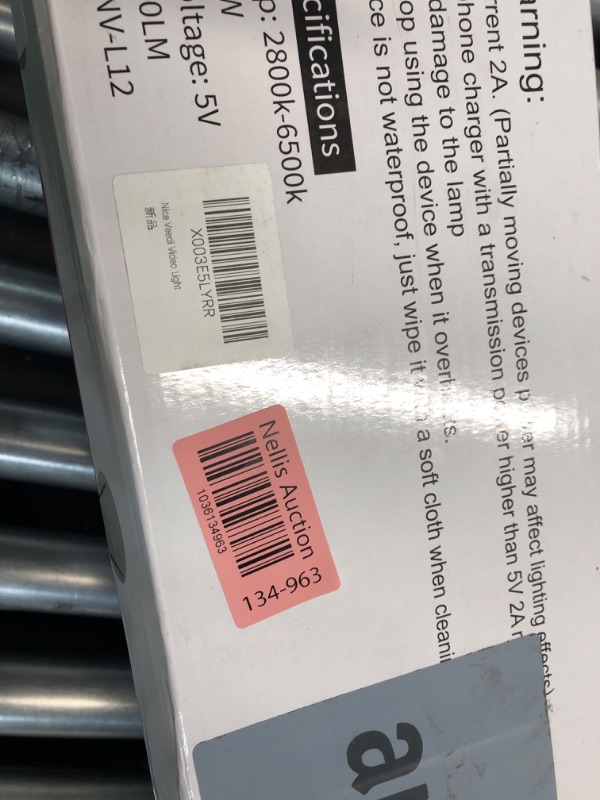 arning:
rrent 2A. (Partially moving devices p er may affect lighting effects)
hone charger with a transmission p er higher than 5V 2A
damage to the lamp
op using the device when it overh s.
ce is not waterproof, just wipe it a soft cloth when cleani
cifications
p: 2800k-6500k
W
ltage: 5V
0LM
NV-L12
X003E5LYRR
Nice Veedi Video Light
新品
Nellis Auction
1036134963
134-963
a